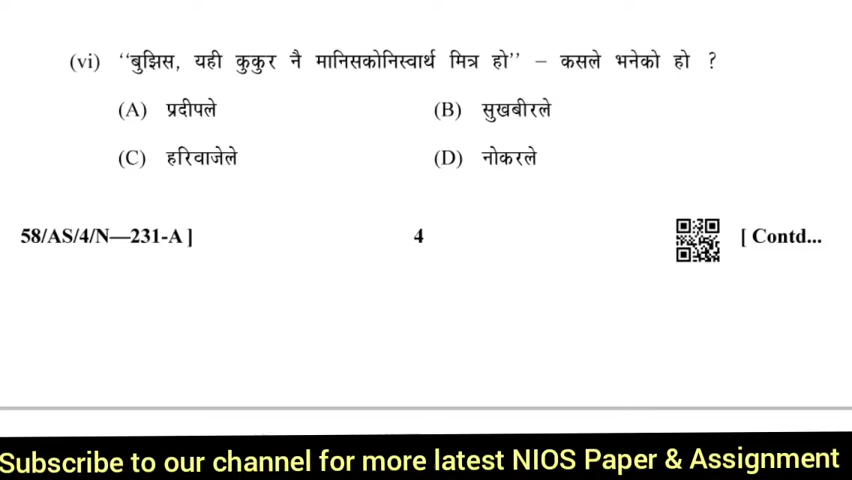 (vi) “बुझिस, यही कुकुर नै मानिसकोनिस्वार्थ मित्र हो” – कसले भनेको हो ?
(A) प्रदीपले (B) सुखबीरले
(C) हरिवाजेले (D) नोकरले
58/AS/4/N—231-A ] 4 [ Contd...
Subscribe to our channel for more latest NIOS Paper & Assignment